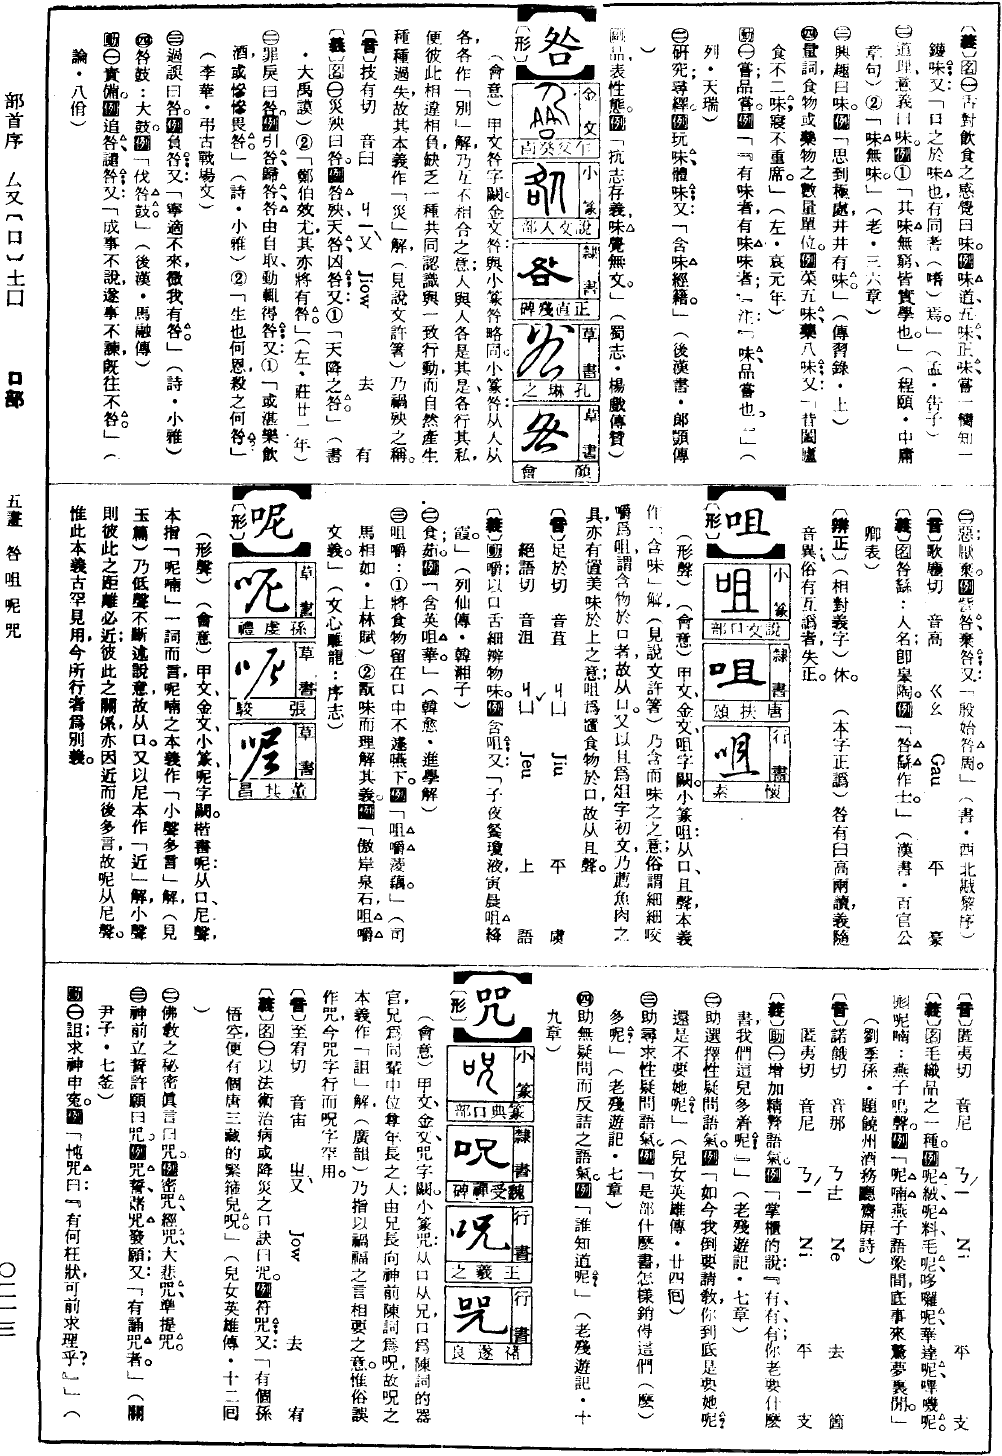 〔義〕名㊀舌對飲食之感覺曰味。例味道五味正味嘗一臠知一
鑊味又：「口之於味也有同耆（嗜）焉。」（孟・告子）
㊁道理意義曰味。例①「其味無窮皆實學也。」（程頤・中庸
章句）②「味無味」（老・三六章）
㊂興趣曰味。例「思到極處井井有味」（傳習錄・上）
㊃量詞，食物或藥物之數量單位。例菜五味藥八味又：「昔闔廬
食不二味，寢不重席。」（左・哀元年）
動㊀嘗品嘗。例「『有味者有味味者』；注：『味品嘗也。』」（
列・天瑞）
㊁研究；尋繹。例玩味體味又：「含味經籍。」（後漢書・郎顗傳
）
副品表性態。例「抗志存義味覺無文。」（蜀志・楊戲傳贊）
咎
〔形〕
金文
小篆　說文人部
隸書　正直殘碑
草書　孔琳之
草書　會
（會意）甲文咎字闕金文咎與小篆咎略同。小篆咎：从人从
各，各作「別」解，乃互不相合之意；人與人各是其是，各行其私，
便彼此相違相負缺乏一種共同認識與一致行動而自然產生
種種過失，故其本義作「災」解（見說文許箸）乃禍殃之稱。
〔音〕技有切　音臼　ㄐㄧㄡˋ　Jiow　去　有
〔義〕名㊀災殃曰咎。例咎殃天咎凶咎又：①「天降之咎」（書
・大禹謨）②「鄭伯效尤，其亦將有咎。」（左・莊廿一年）
㊁罪戾曰咎。例引咎歸咎咎由自取動輒得咎又：①「或湛樂飲
酒或慘慘畏咎」（詩・小雅）②「生也何恩殺之何咎」
（李華・弔古戰場文）
㊂過誤曰咎。例負咎又：「寧適不來微我有咎。」（詩・小雅）
㊃咎鼓：大鼓。例「伐咎鼓。」（後漢・馬融傳）
動㊀責備。例追咎譴咎又：「成事不說，遂事不諫，旣往不咎。」（
論・八佾）
㊁惡；厭棄。例咎棄咎又：「殷始咎周。」（書・西北戡黎序）
〔音〕歌鏖切　音高　ㄍㄠ　Gau　平　豪
〔義〕名咎繇：人名；卽皋陶。例「咎繇作士。」（漢書・百官公
卿表）
〔辨正〕（相對義字）休。　（本字正譌）咎有臼高兩讀，義隨
音異，俗有互譌者，失正。
咀
〔形〕
小篆　說文口部
隸書　唐扶頌
行書　懷素
（形聲）（會意）甲文、金文咀字闕。小篆咀：从口、且聲，本義
作「含味」解（見說文許箸）乃含而味之之意；俗謂細細咬
嚼爲咀，謂含物於口者，故从口。又以且爲俎字初文，乃薦魚肉之
具，亦有置美味於上之意；咀爲置食物於口，故从且聲。
〔音〕足於切　音苴　ㄐㄩ　Jiu　平　虞
絕語切　音沮　ㄐㄩˇ　Jeu　上　語
〔義〕動㊀嚼；以口舌細辨物味。例含咀又：「子夜餐瓊液，寅晨咀絳
霞。」（列仙傳・韓湘子）
㊁食；茹。例「含英咀華。」（韓愈・進學解）
㊂咀嚼：①將食物留在口中不遽嚥下。例「咀嚼菱藕。」（司
馬相如・上林賦）②翫味而理解其義。例「傲岸泉石，咀嚼
文義。」（文心雕龍：序志）
呢
〔形〕
草書　孫虔禮
草書　張駿
草書　董其昌
（形聲）（會意）甲文、金文、小篆呢字闕。楷書呢：从口、尼聲，
本指「呢喃」一詞而言，呢喃之本義作「小聲多言」解，（見
玉篇）乃低聲不斷述說意，故从口。又以尼本作「近」解，小聲
則彼此之距離必近；彼此之關係亦因近而後多言，故呢从尼聲。
惟此本義古罕見用，今所行者爲別義。
〔音〕匿夷切　音尼　ㄋㄧˊ　Ni　平　支
〔義〕名毛織品之一種。例呢絨呢料毛呢哆囉呢華達呢嗶嘰呢
形呢喃：燕子鳴聲。例「呢喃燕子語梁間，底事來驚夢裏閒。」
（劉季孫・題饒州酒務廳齋屏詩）
〔音〕諾餓切　音那　ㄋㄜˋ　Ne　去　箇
匿夷切　音尼　ㄋㄧˊ　Ni　平　支
〔義〕助㊀增加精警語氣。例「掌櫃的說：『有，有，有，你老要什麼
書，我們這兒多着呢！』」（老殘遊記・七章）
㊁助選擇性疑問語氣。例「如今我倒要請敎，你到底是要她呢，
還是不要她呢。」（兒女英雄傳・廿四囘）
㊂助尋求性疑問語氣。例「是部什麼書？怎樣銷得這們（麼）
多呢」（老殘遊記・七章）
㊃助無疑問而反詰之語氣。例「誰知道呢。」（老殘遊記・十
九章）
咒
〔形〕
小篆　篆典口部
隸書　魏受禪碑
行書　王羲之
行書　褚遂良
（會意）甲文、金文、咒字闕。小篆咒：从口从兄，口爲陳詞的器
官，兄爲同輩中位尊年長之人；由兄長向神前陳詞爲呪，故呪之
本義作「詛」解（廣韻）乃指以禍福之言相要之意。惟俗誤
作咒今咒字行而呪字罕用。
〔音〕至宥切　音宙　ㄓㄡˋ　Jow　去　宥
〔義〕名㊀以法術治病或降災之口訣曰咒。例符咒又：「有個孫
悟空，便有個唐三藏的緊箍兒呪。」（兒女英雄傳・十二囘
）
㊁佛敎之秘密眞言曰咒。例密咒經咒大悲咒準提咒。
㊂神前立誓許願曰咒。例咒誓賭咒發願又：「有誦咒者。」（關
尹子・七釜）
動㊀詛；求神申冤。例「愧咒曰：『有何枉狀可前求理乎？』」（
部首序　厶又〔口〕土囗　口部　五畫　咎咀呢咒　〇二一三